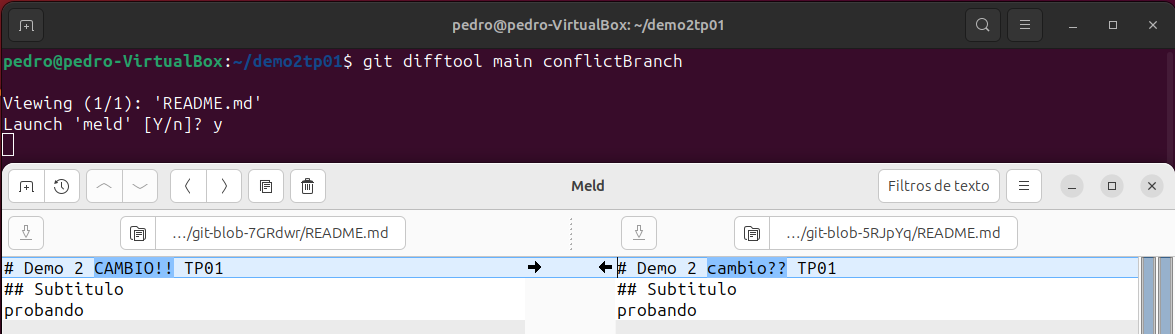 pedro@pedro-VirtualBox: ~/demo2tp01
pedro@pedro-VirtualBox:~/demo2tp01$ git difftool main conflictBranch
Viewing (1/1): 'README.md'
Launch 'meld' [Y/n]? y
Meld
Filtros de texto
…/git-blob-7GRdwr/README.md
…/git-blob-5RJpYq/README.md
# Demo 2 CAMBIO!! TP01
## Subtitulo
probando
# Demo 2 cambio?? TP01
## Subtitulo
probando